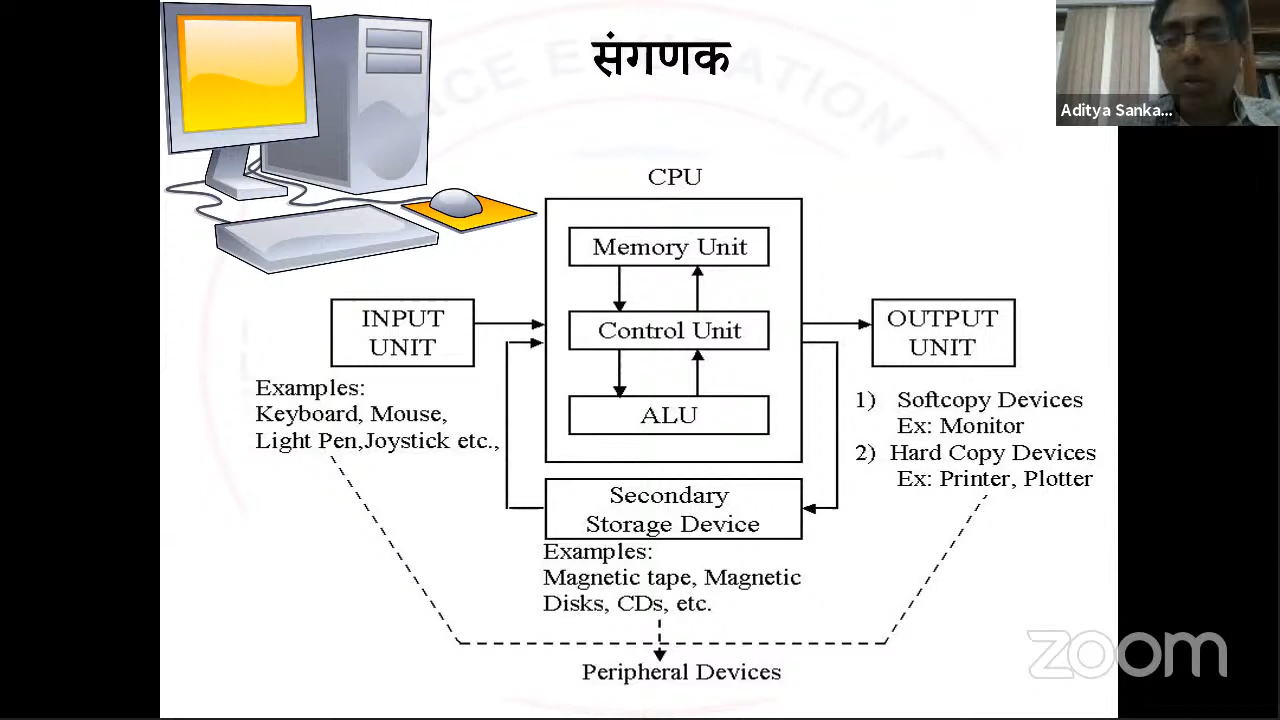 संगणक
Aditya Sanka...
CPU
Memory Unit
Control Unit
ALU
INPUT
UNIT
Examples:
Keyboard, Mouse,
Light Pen,Joystick etc.,
OUTPUT
UNIT
1) Softcopy Devices
Ex: Monitor
2) Hard Copy Devices
Ex: Printer, Plotter
Secondary
Storage Device
Examples:
Magnetic tape, Magnetic
Disks, CDs, etc.
Peripheral Devices
zoom